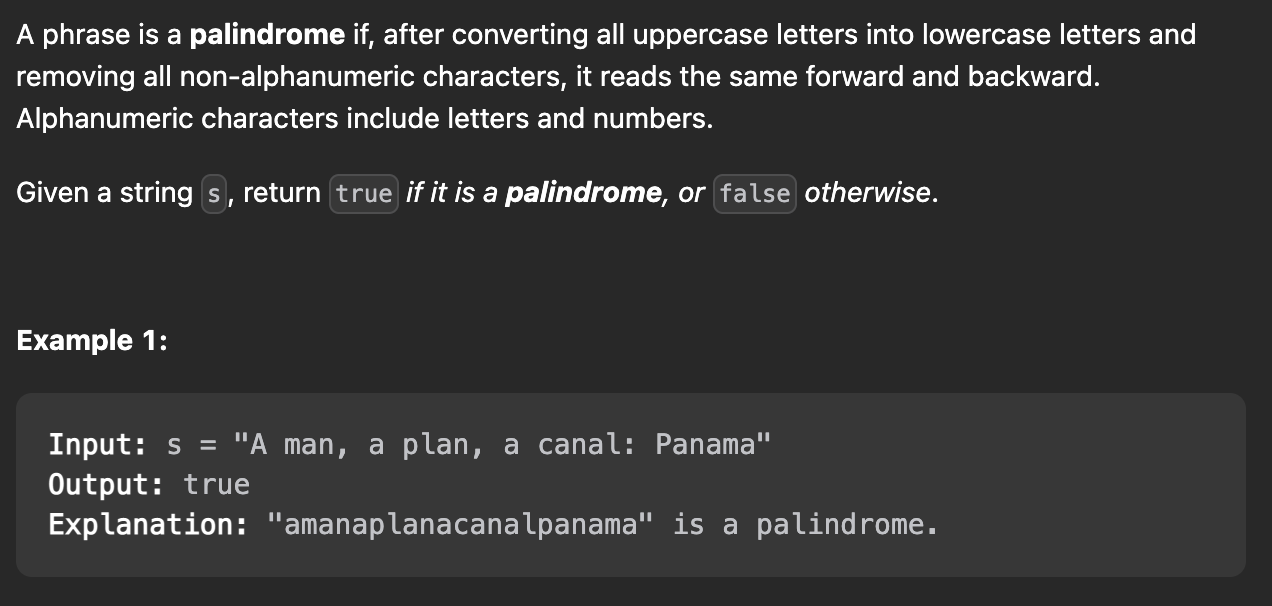 A phrase is a palindrome if, after converting all uppercase letters into lowercase letters and
removing all non-alphanumeric characters, it reads the same forward and backward.
Alphanumeric characters include letters and numbers.
Given a string s, return true if it is a palindrome, or false otherwise.
Example 1:
Input: s = "A man, a plan, a canal: Panama"
Output: true
Explanation: "amanaplanacanalpanama" is a palindrome.